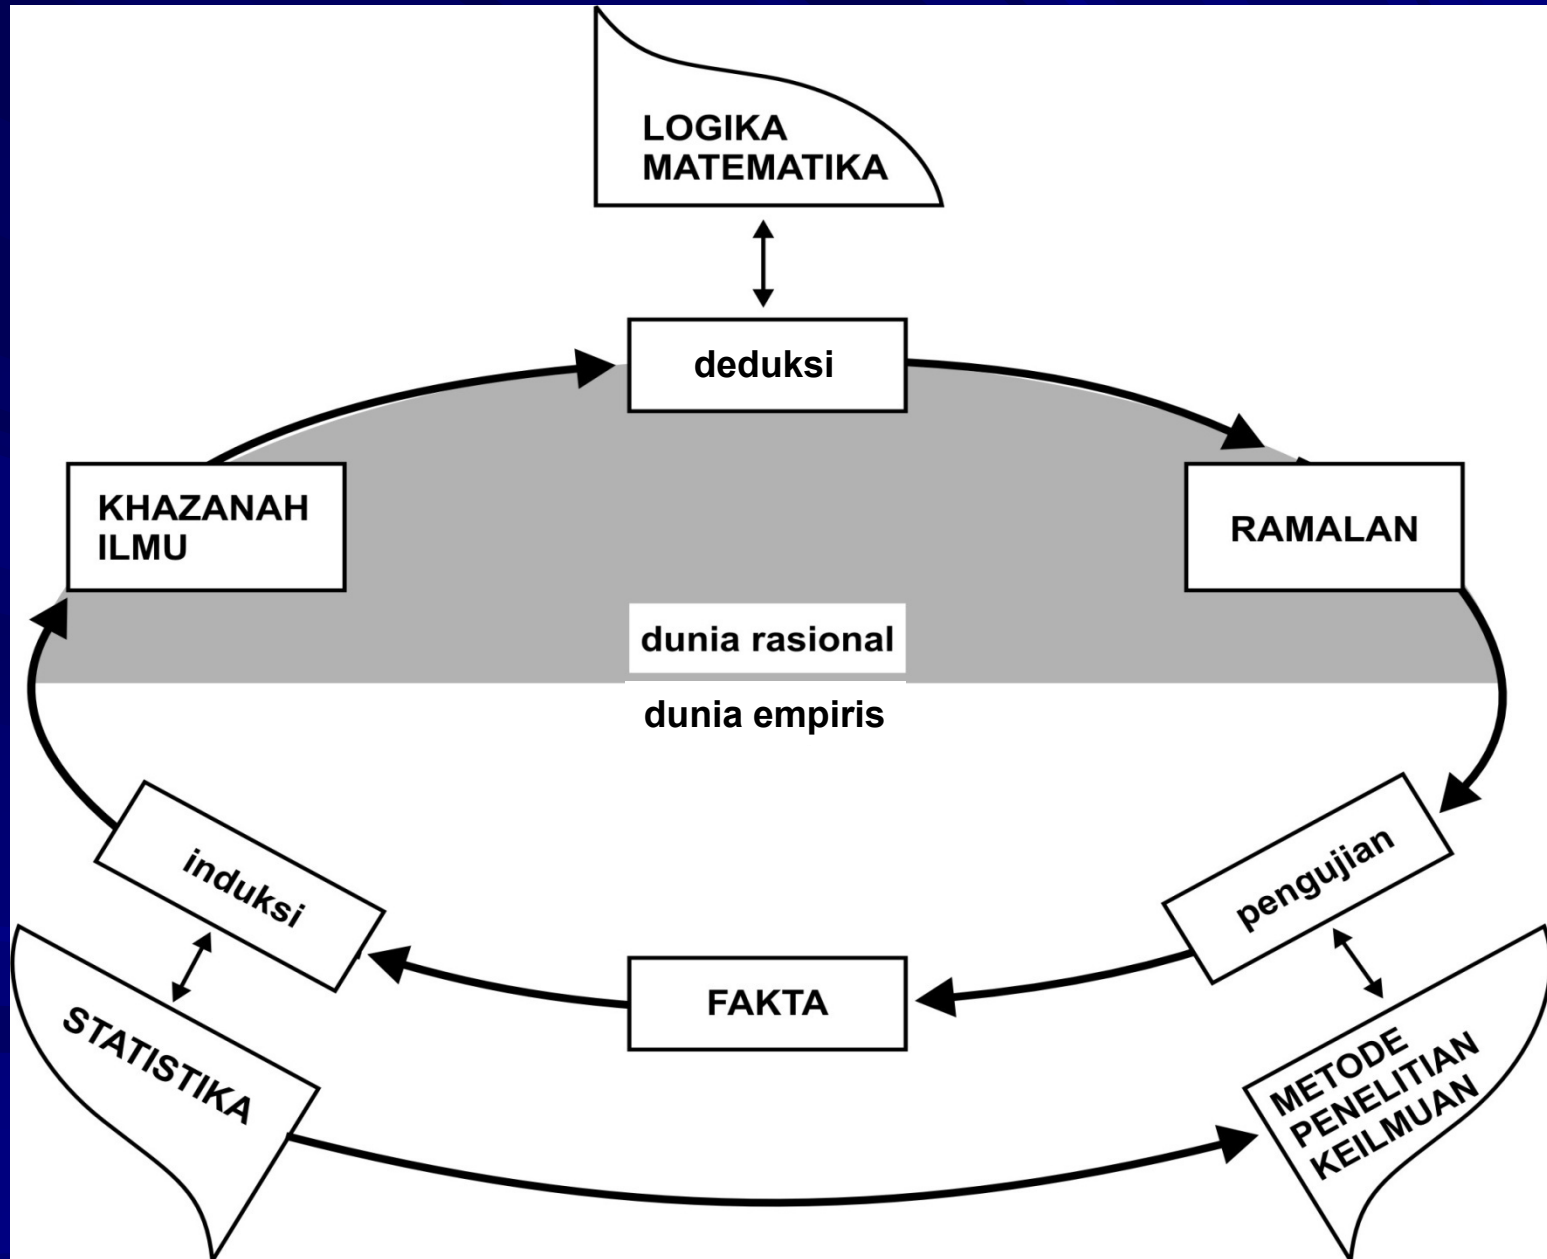 LOGIKA
MATEMATIKA
deduksi
KHAZANAH
ILMU
RAMALAN
dunia rasional
dunia empiris
induksi
pengujian
FAKTA
STATISTIKA
METODE
PENELITIAN
KEILMUAN